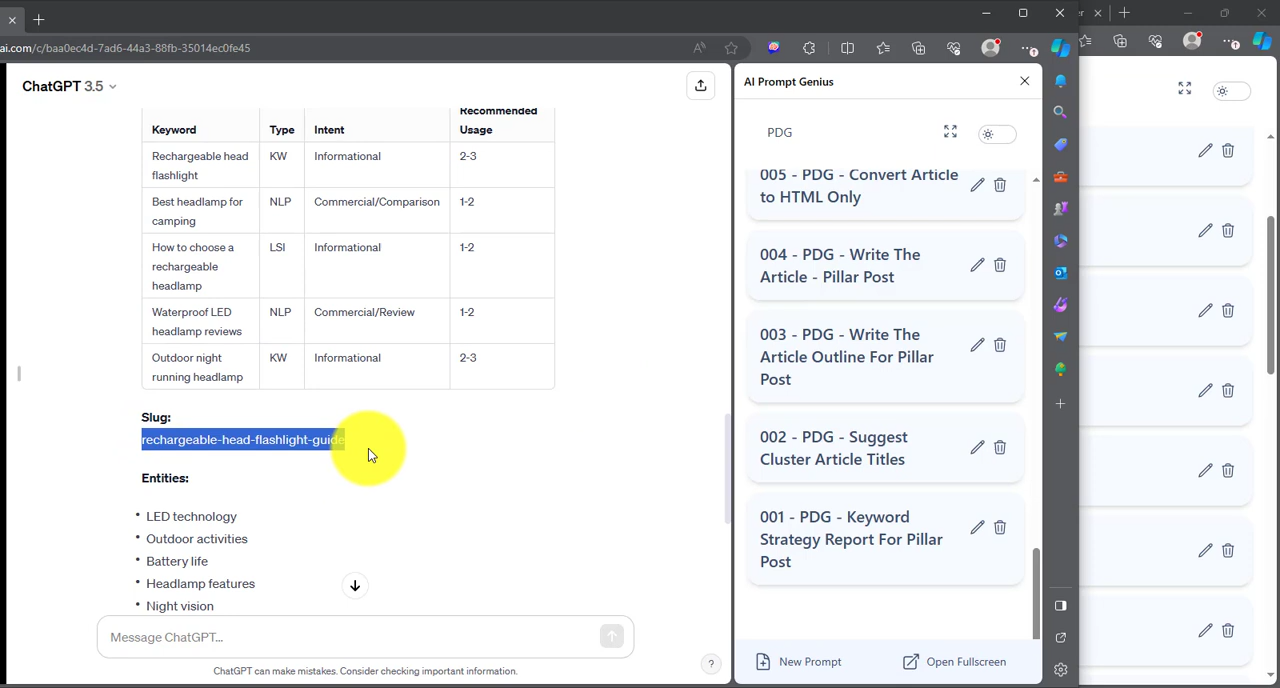 ai.com/c/baa0ec4d-7ad6-44a3-88fb-35014ec0fe45
ChatGPT 3.5
Keyword
Type
Intent
Recommended
Usage
Rechargeable head
flashlight
KW
Informational
2-3
Best headlamp for
camping
NLP
Commercial/Comparison
1-2
How to choose a
rechargeable
headlamp
LSI
Informational
1-2
Waterproof LED
headlamp reviews
NLP
Commercial/Review
1-2
Outdoor night
running headlamp
KW
Informational
2-3
Slug:
rechargeable-head-flashlight-guide
Entities:
• LED technology
• Outdoor activities
• Battery life
• Headlamp features
• Night vision
Message ChatGPT...
ChatGPT can make mistakes. Consider checking important information.
?
AI Prompt Genius
PDG
005 - PDG - Convert Article
to HTML Only
004 - PDG - Write The
Article - Pillar Post
003 - PDG - Write The
Article Outline For Pillar
Post
002 - PDG - Suggest
Cluster Article Titles
001 - PDG - Keyword
Strategy Report For Pillar
Post
New Prompt
Open Fullscreen